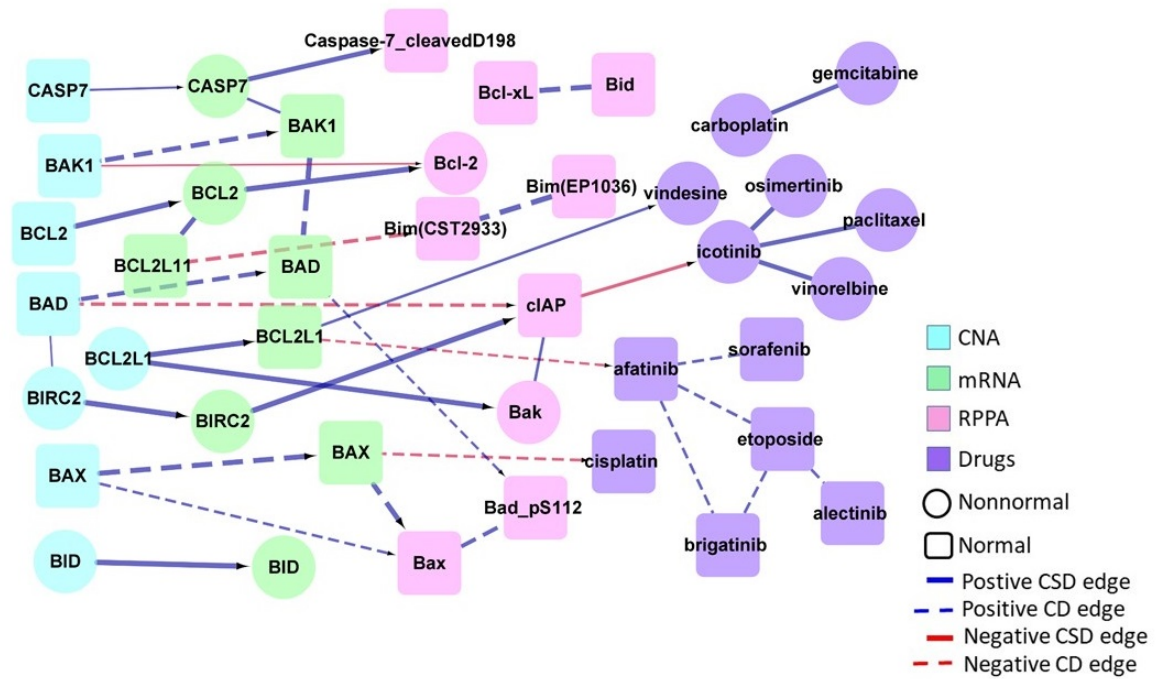 Caspase-7_cleavedD198
CASP7
CASP7
Bcl-xL
Bid
gemcitabine
carboplatin
BAK1
BAK1
Bcl-2
BCL2
BCL2
Bim(EP1036)
Bim(CST2933)
vindesine
osimertinib
paclitaxel
icotinib
vinorelbine
BCL2L11
BAD
BAD
cIAP
BCL2L1
BCL2L1
BIRC2
BIRC2
Bak
afatinib
sorafenib
etoposide
alectinib
brigatinib
BAX
BAX
cisplatin
Bad_pS112
Bax
BID
BID
CNA
mRNA
RPPA
Drugs
Nonnormal
Normal
Postive CSD edge
Positive CD edge
Negative CSD edge
Negative CD edge